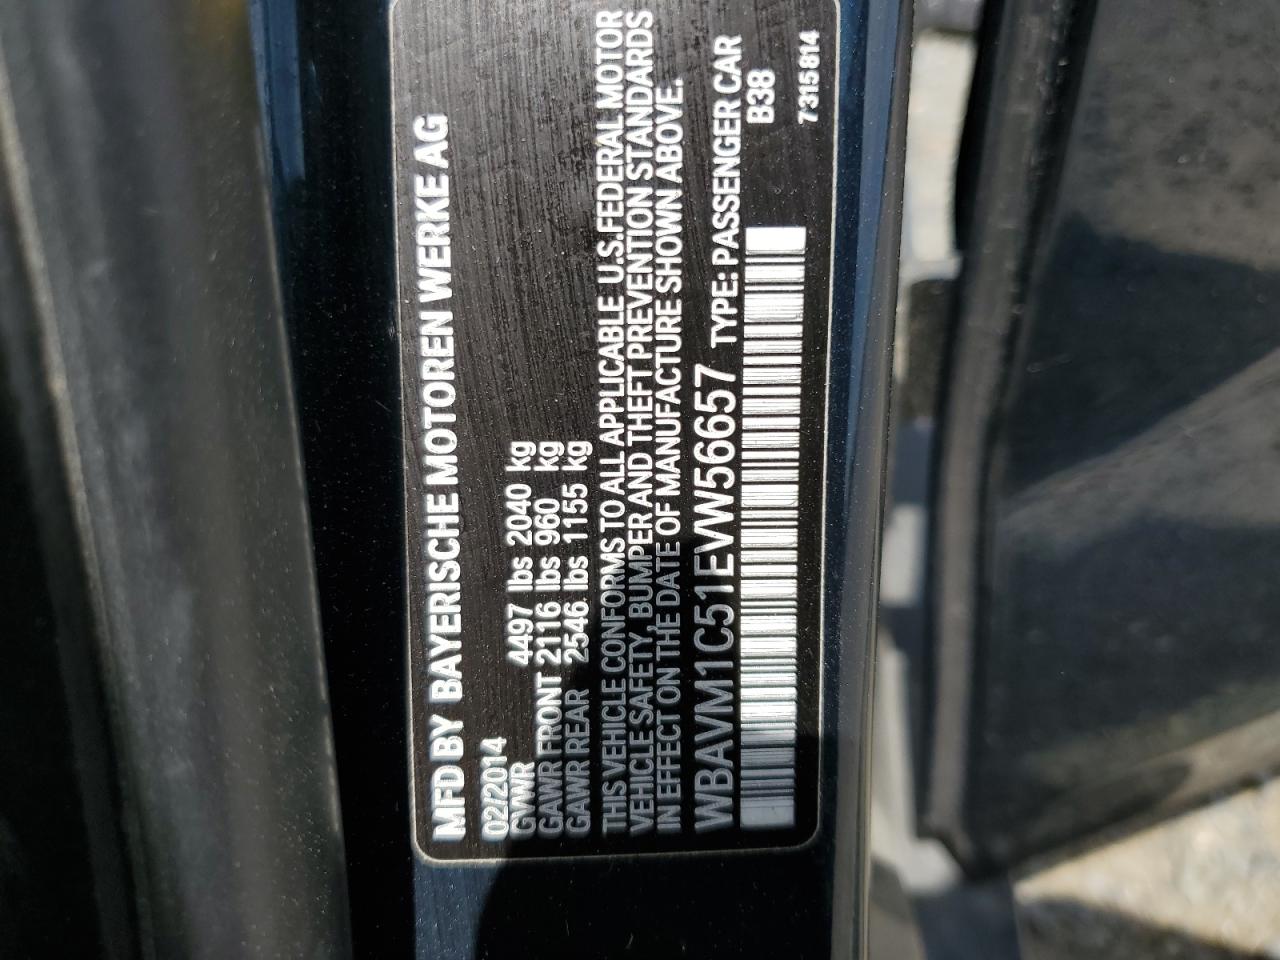 MFD BY BAYERISCHE MOTOREN WERKE AG
02/2014
GVWR 4497 lbs 2040 kg
GAWR FRONT 2116 lbs 960 kg
GAWR REAR 2546 lbs 1155 kg
THIS VEHICLE CONFORMS TO ALL APPLICABLE U.S.FEDERAL MOTOR
VEHICLE SAFETY, BUMPER AND THEFT PREVENTION STANDARDS
IN EFFECT ON THE DATE OF MANUFACTURE SHOWN ABOVE.
WBAVM1C51EVW56657 TYPE: PASSENGER CAR
B38
7315814